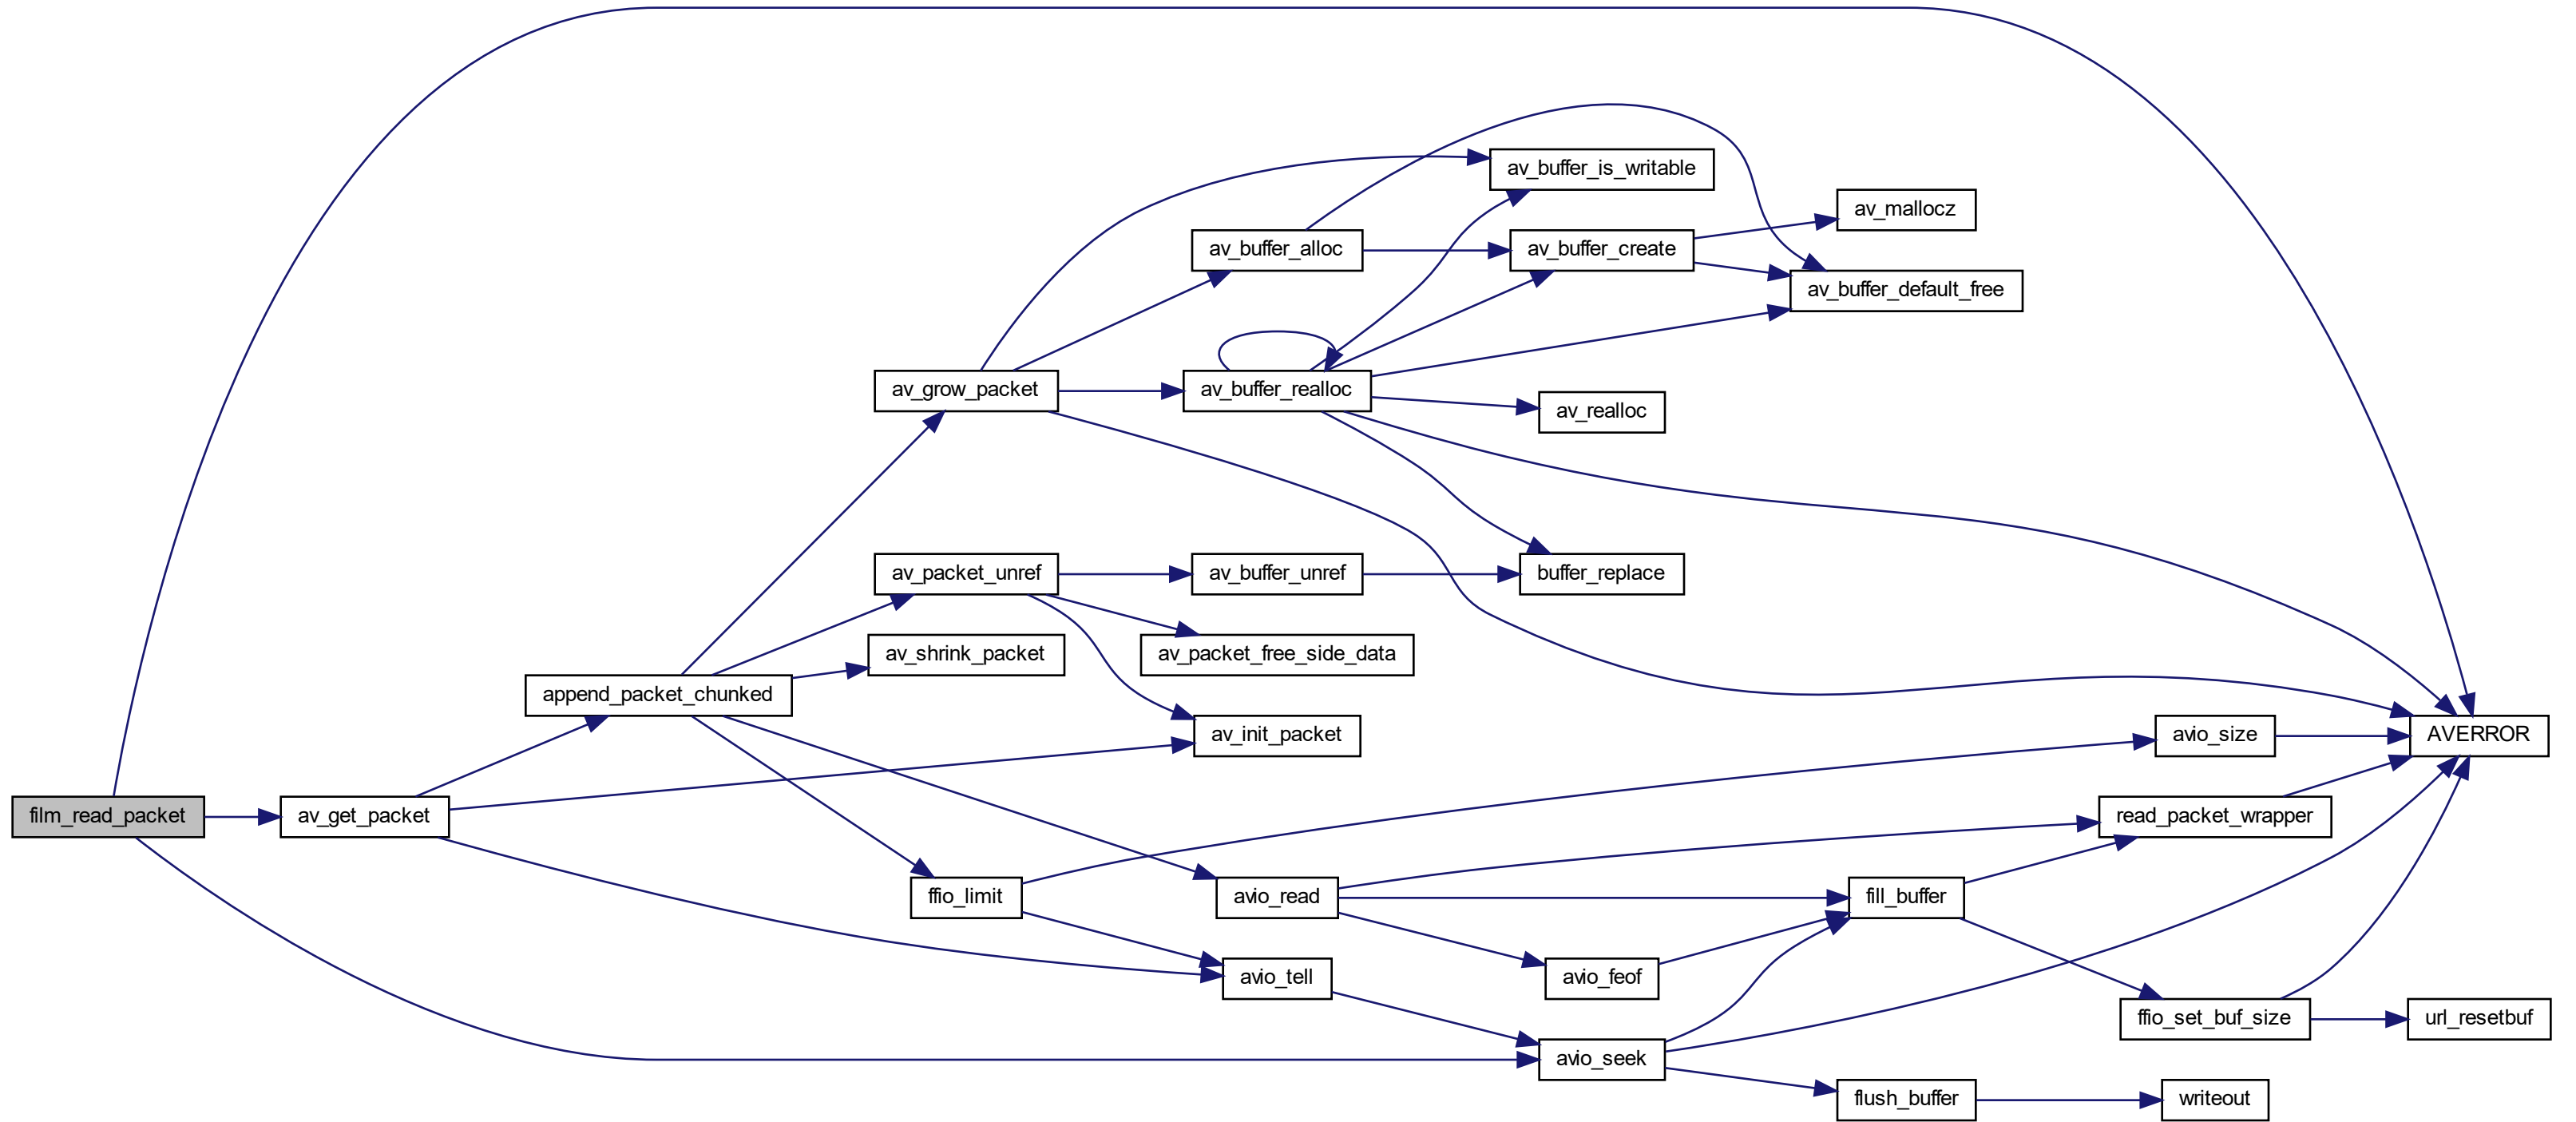 av_buffer_is_writable
av_mallocz
av_buffer_alloc
av_buffer_create
av_buffer_default_free
av_grow_packet
av_buffer_realloc
av_realloc
av_packet_unref
av_buffer_unref
buffer_replace
av_shrink_packet
av_packet_free_side_data
append_packet_chunked
av_init_packet
avio_size
AVERROR
film_read_packet
av_get_packet
read_packet_wrapper
ffio_limit
avio_read
fill_buffer
avio_tell
avio_feof
ffio_set_buf_size
url_resetbuf
avio_seek
flush_buffer
writeout